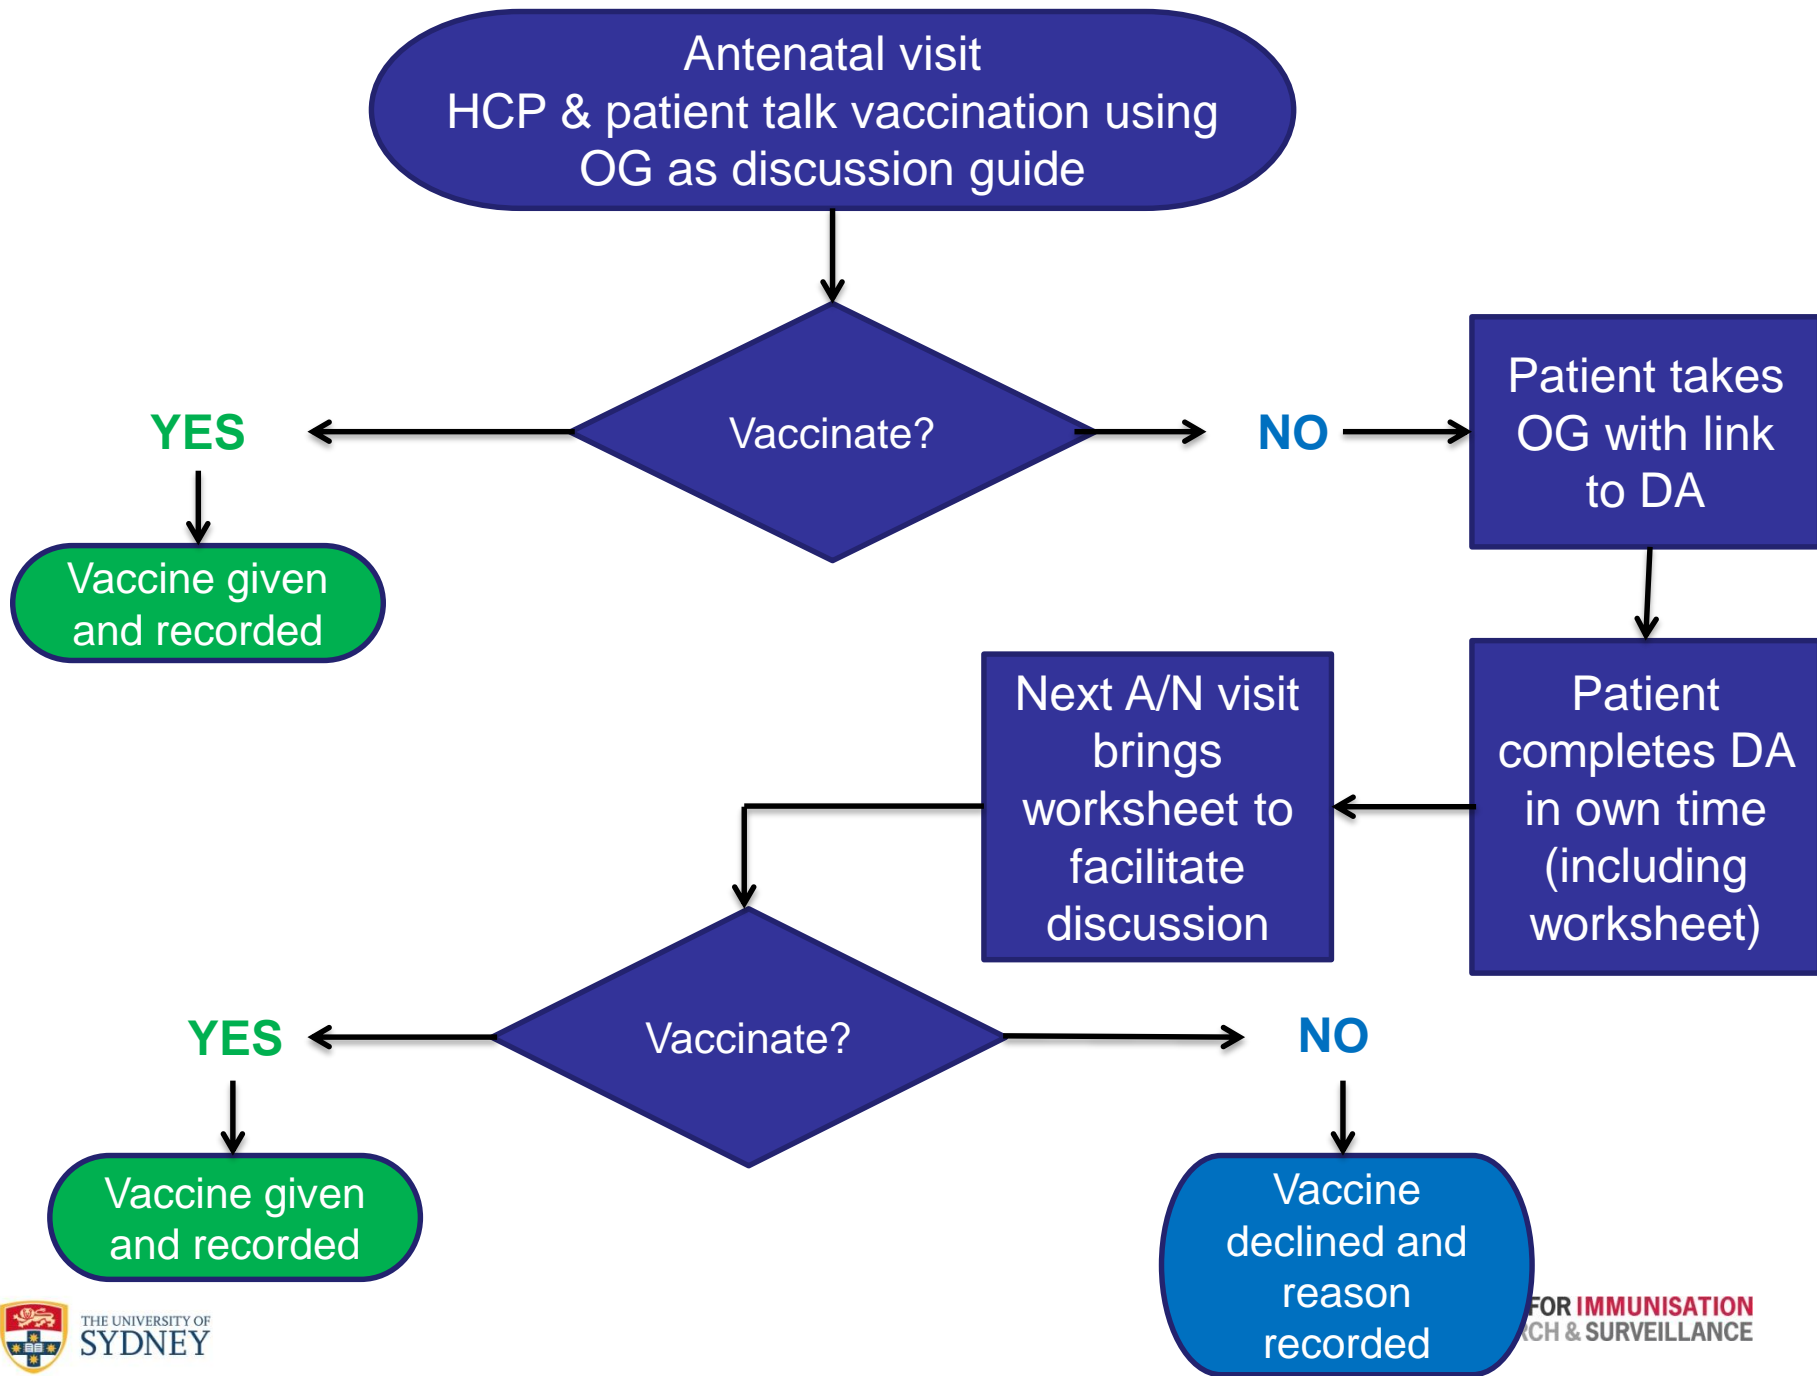 Antenatal visit
HCP & patient talk vaccination using
OG as discussion guide
Vaccinate?
YES
NO
Patient takes
OG with link
to DA
Vaccine given
and recorded
Patient
completes DA
in own time
(including
worksheet)
Next A/N visit
brings
worksheet to
facilitate
discussion
Vaccinate?
YES
NO
Vaccine given
and recorded
Vaccine
declined and
reason
recorded
THE UNIVERSITY OF
SYDNEY
FOR IMMUNISATION
& SURVEILLANCE